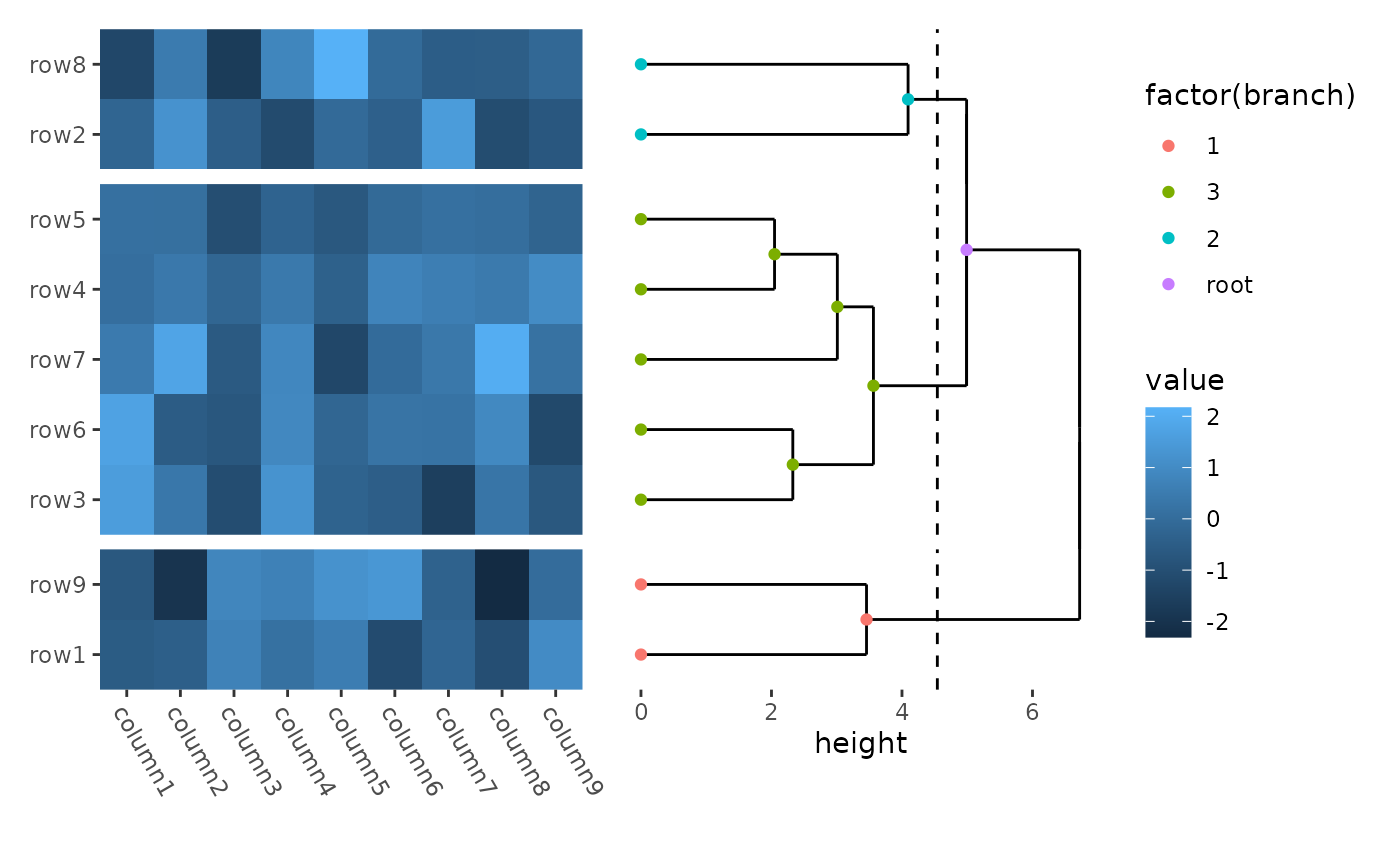 row8
row2
row5
row4
row7
row6
row3
row9
row1
column1
column2
column3
column4
column5
column6
column7
column8
column9
0
2
4
6
height
factor(branch)
1
3
2
root
value
2
1
0
-1
-2